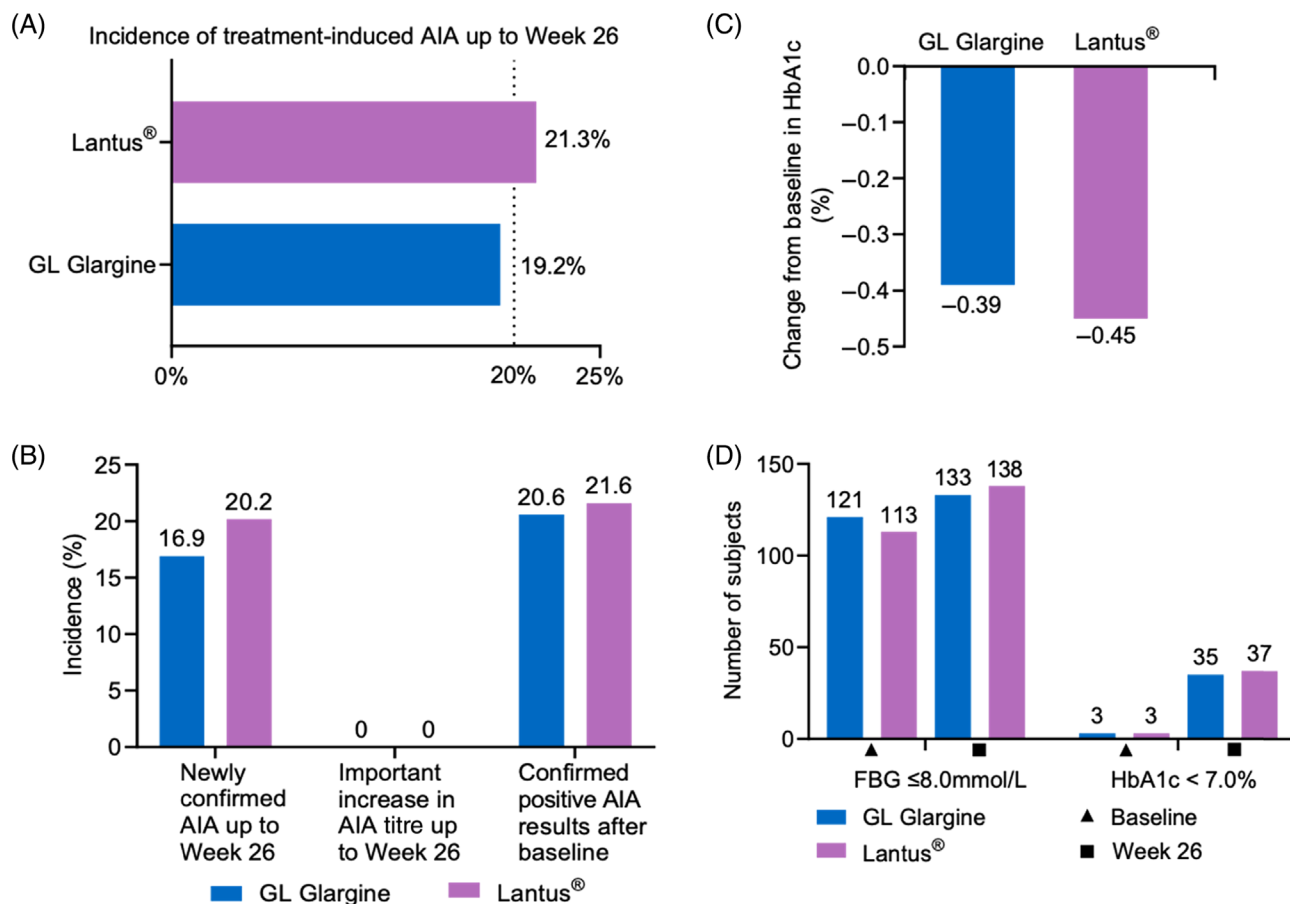 (A)
Incidence of treatment-induced AIA up to Week 26
Lantus®
21.3%
GL Glargine
19.2%
0%
20%
25%
(C)
GL Glargine
Lantus®
Change from baseline in HbA1c
(%)
0.0
–0.1
–0.2
–0.3
–0.4
–0.5
–0.39
–0.45
(B)
Incidence (%)
25
20
15
10
5
0
16.9
20.2
0
0
20.6
21.6
Newly
confirmed
AIA up to
Week 26
Important
increase in
AIA titre up
to Week 26
Confirmed
positive AIA
results after
baseline
GL Glargine
Lantus®
(D)
Number of subjects
150
100
50
0
121
113
133
138
3
3
35
37
FBG ≤8.0mmol/L
HbA1c < 7.0%
GL Glargine
Baseline
Lantus®
Week 26